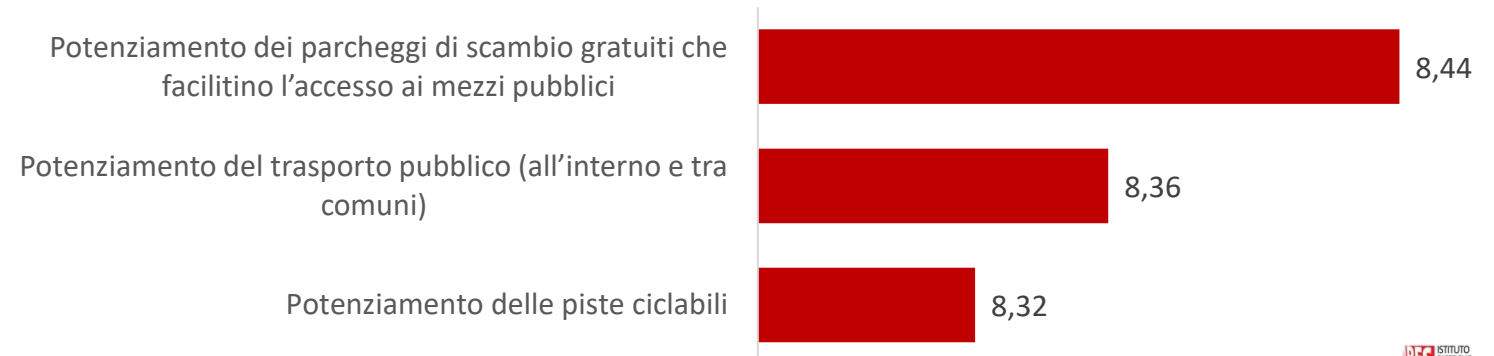 Potenziamento dei parcheggi di scambio gratuiti che
facilitino l’accesso ai mezzi pubblici
8,44
Potenziamento del trasporto pubblico (all’interno e tra
comuni)
8,36
Potenziamento delle piste ciclabili
8,32
ISTITUTO